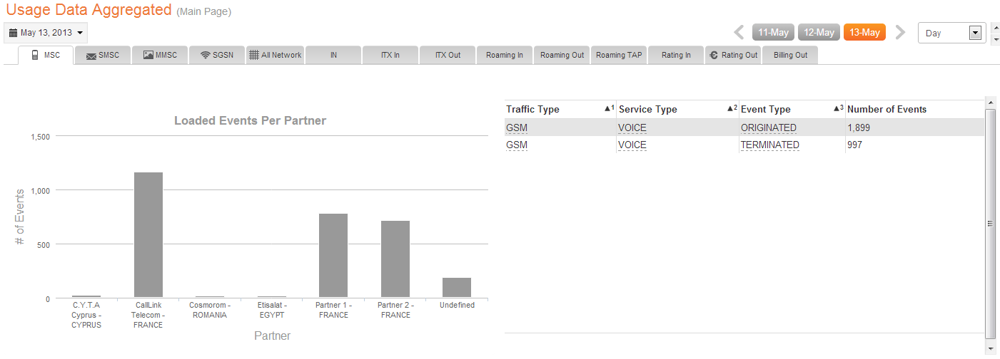 Usage Data Aggregated (Main Page)
May 13, 2013
11-May 12-May 13-May Day
MSC SMSC MMSC SGSN All Network IN ITX In ITX Out Roaming In Roaming Out Roaming TAP Rating In Rating Out Billing Out
Loaded Events Per Partner
1,500
1,000
500
0
# of Events
C.Y.T.A Cyprus - CYPRUS
CallLink Telecom - FRANCE
Cosmorom - ROMANIA
Etisalat - EGYPT
Partner 1 - FRANCE
Partner 2 - FRANCE
Undefined
Partner
Traffic Type ▲1 Service Type ▲2 Event Type ▲3 Number of Events
GSM VOICE ORIGINATED 1,899
GSM VOICE TERMINATED 997